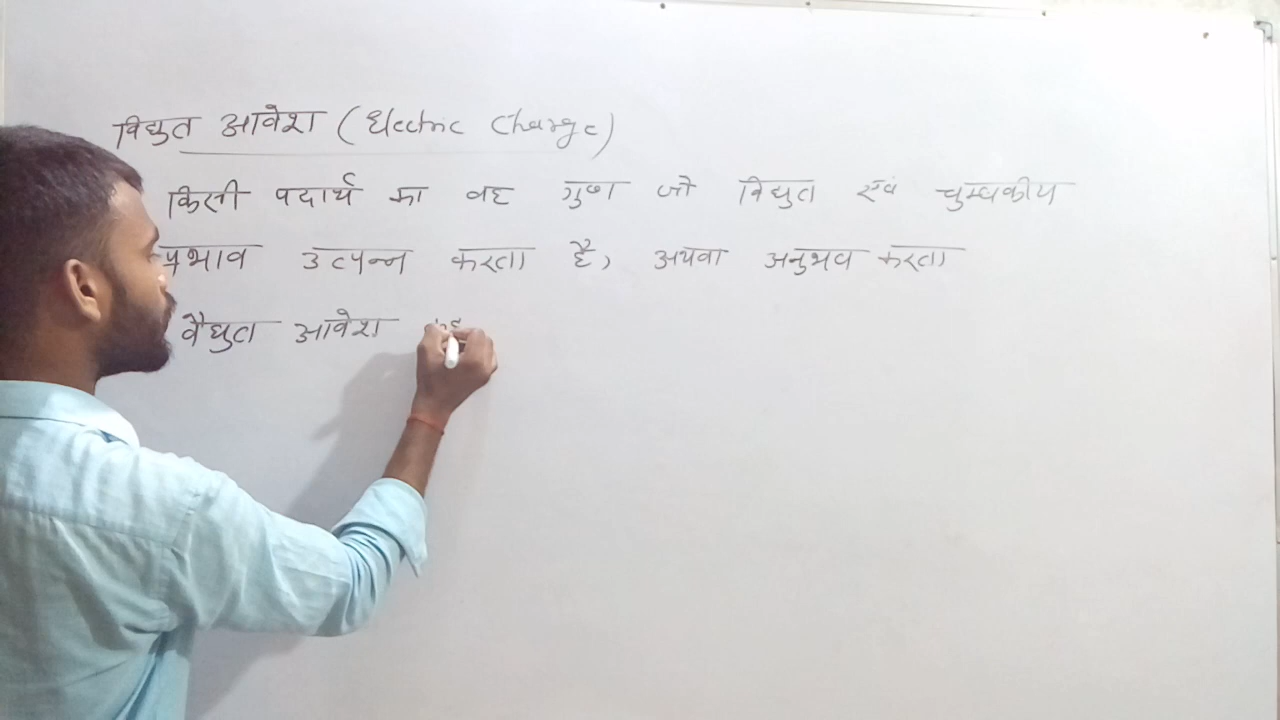 विद्युत आवेश (Electric Charge)
किसी पदार्थ का वह गुण जो विद्युत एवं चुम्बकीय
प्रभाव उत्पन्न करता है, अथवा अनुभव करता
वैद्युत आवेश